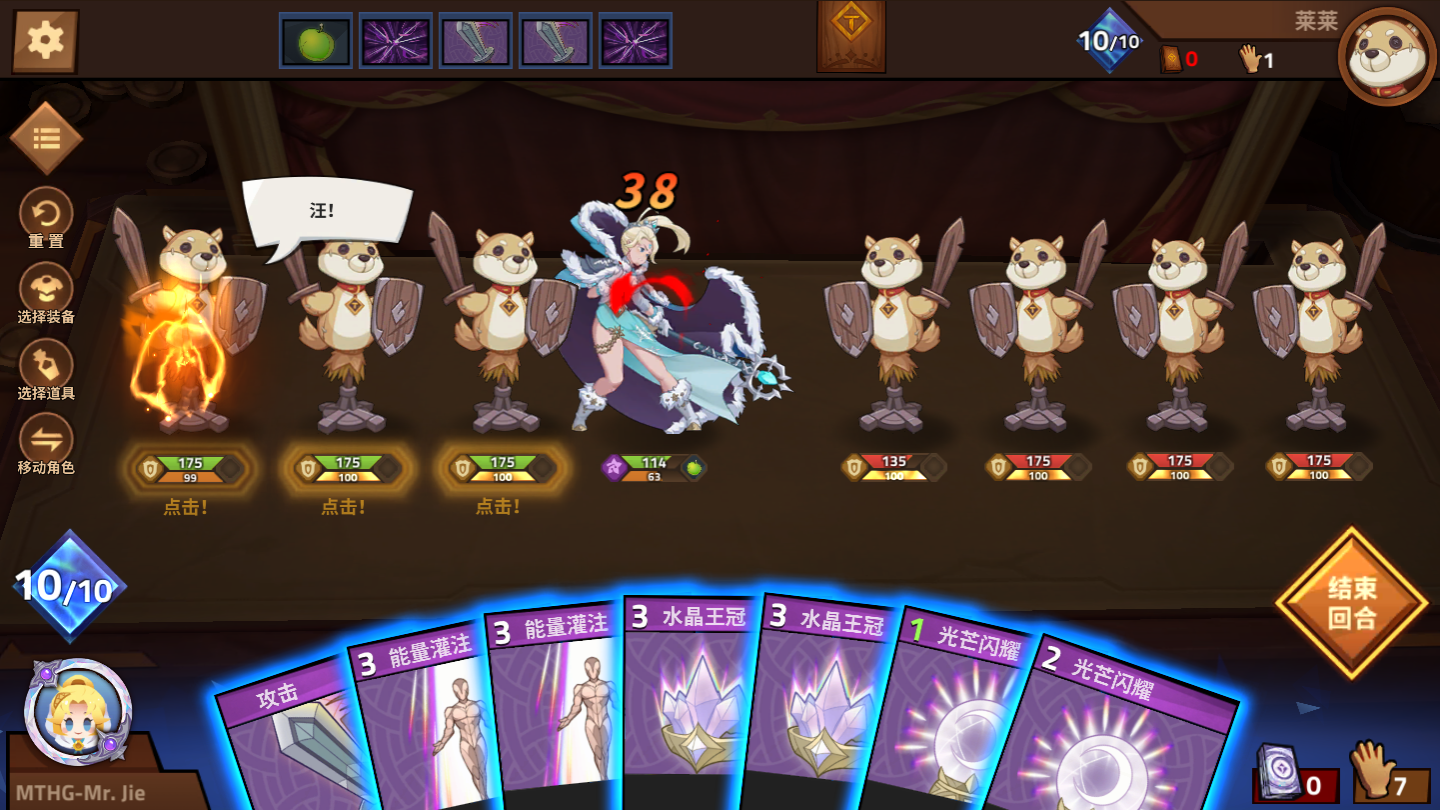 10/10
莱莱
0
1
38
汪!
重置
选择装备
选择道具
移动角色
175
99
175
100
175
100
114
63
135
100
175
100
175
100
175
100
点击!
点击!
点击!
10/10
结束
回合
攻击
3 能量灌注
3 能量灌注
3 水晶王冠
3 水晶王冠
1 光芒闪耀
2 光芒闪耀
MTHG-Mr. Jie
0
7